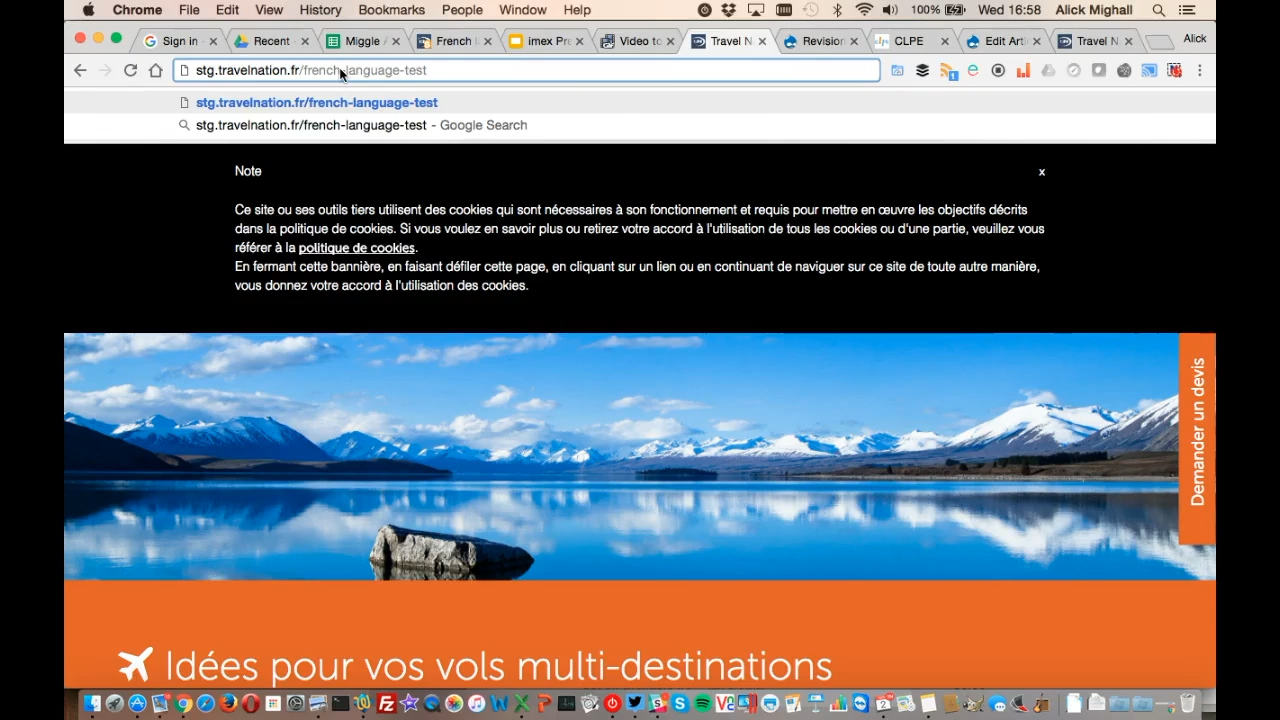 Chrome File Edit View History Bookmarks People Window Help 100% Wed 16:58 Alick Mighall
Sign in Recent Miggle French imex Pre Video to Travel N Revision CLPE Edit Arti Travel N Alick
stg.travelnation.fr/french-language-test
stg.travelnation.fr/french-language-test
stg.travelnation.fr/french-language-test - Google Search
Note x
Ce site ou ses outils tiers utilisent des cookies qui sont nécessaires à son fonctionnement et requis pour mettre en œuvre les objectifs décrits
dans la politique de cookies. Si vous voulez en savoir plus ou retirez votre accord à l'utilisation de tous les cookies ou d'une partie, veuillez vous
référer à la politique de cookies.
En fermant cette bannière, en faisant défiler cette page, en cliquant sur un lien ou en continuant de naviguer sur ce site de toute autre manière,
vous donnez votre accord à l'utilisation des cookies.
Demander un devis
Idées pour vos vols multi-destinations